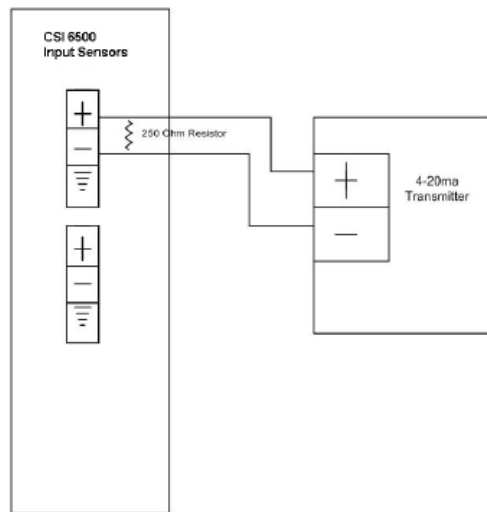 CSI 6500
Input Sensors
+
250 Ohm Resistor
−
+
4-20ma
Transmitter
−
+
−